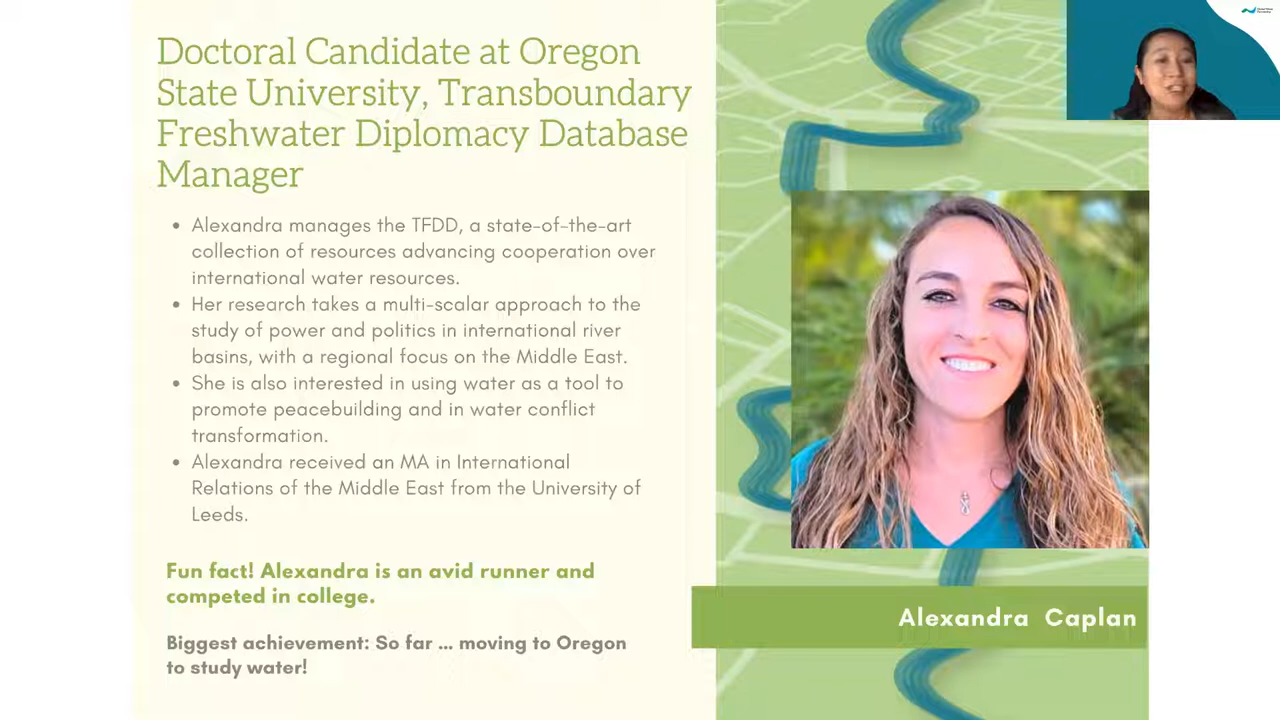 Doctoral Candidate at Oregon
State University, Transboundary
Freshwater Diplomacy Database
Manager
• Alexandra manages the TFDD, a state-of-the-art
collection of resources advancing cooperation over
international water resources.
• Her research takes a multi-scalar approach to the
study of power and politics in international river
basins, with a regional focus on the Middle East.
• She is also interested in using water as a tool to
promote peacebuilding and in water conflict
transformation.
• Alexandra received an MA in International
Relations of the Middle East from the University of
Leeds.
Fun fact! Alexandra is an avid runner and
competed in college.
Biggest achievement: So far ... moving to Oregon
to study water!
Alexandra Caplan